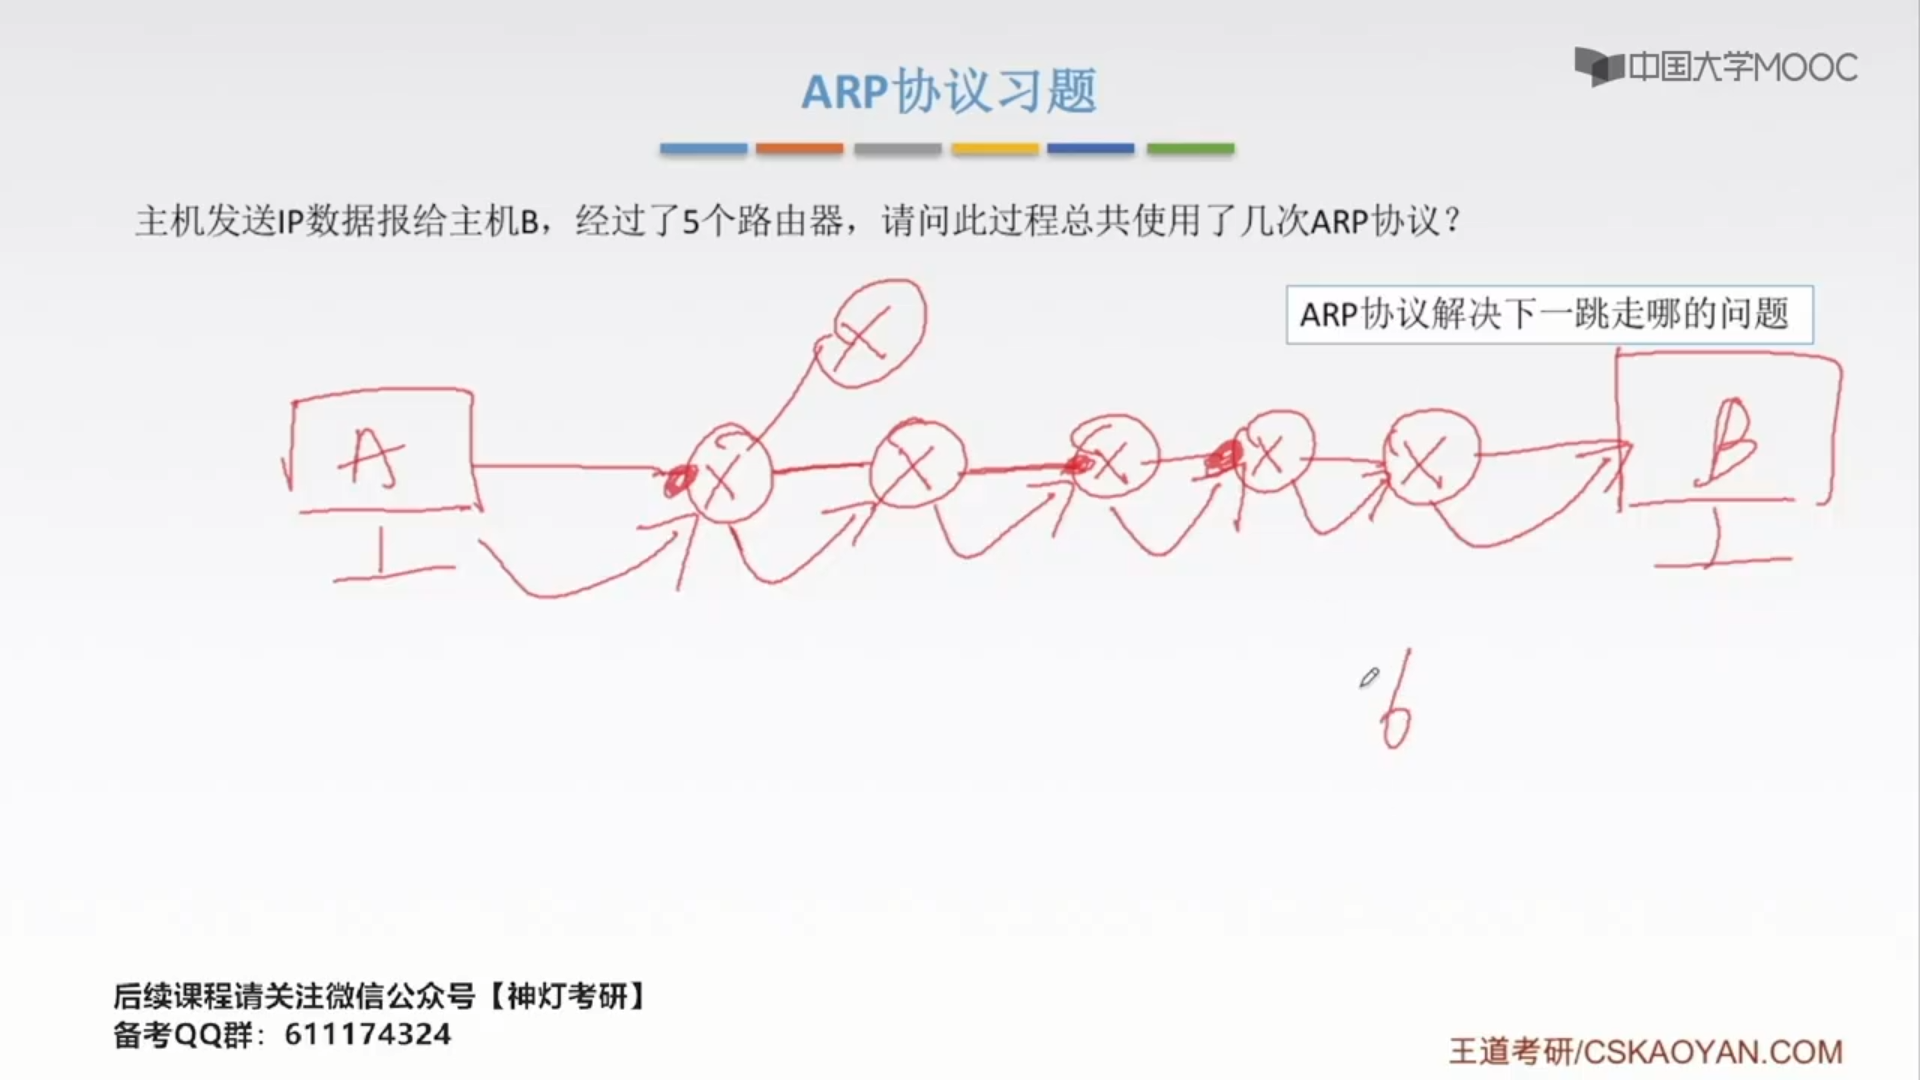 中国大学MOOC
ARP协议习题
主机发送IP数据报给主机B，经过了5个路由器，请问此过程总共使用了几次ARP协议？
ARP协议解决下一跳走哪的问题
A
B
6
后续课程请关注微信公众号【神灯考研】
备考QQ群：611174324
王道考研/CSKAOYAN.COM